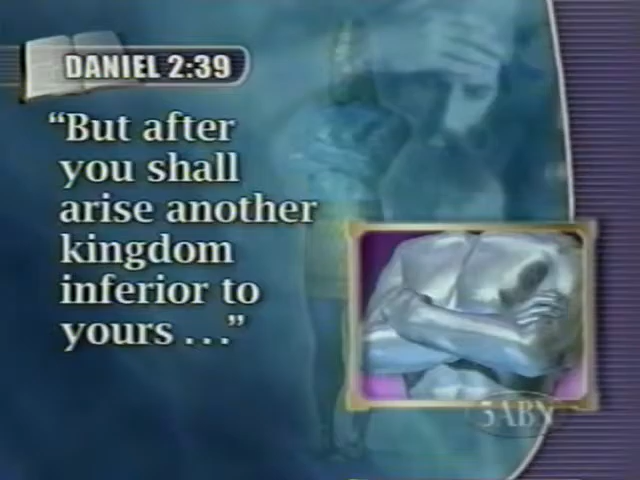 DANIEL 2:39
“But after
you shall
arise another
kingdom
inferior to
yours . . .”
3ABN